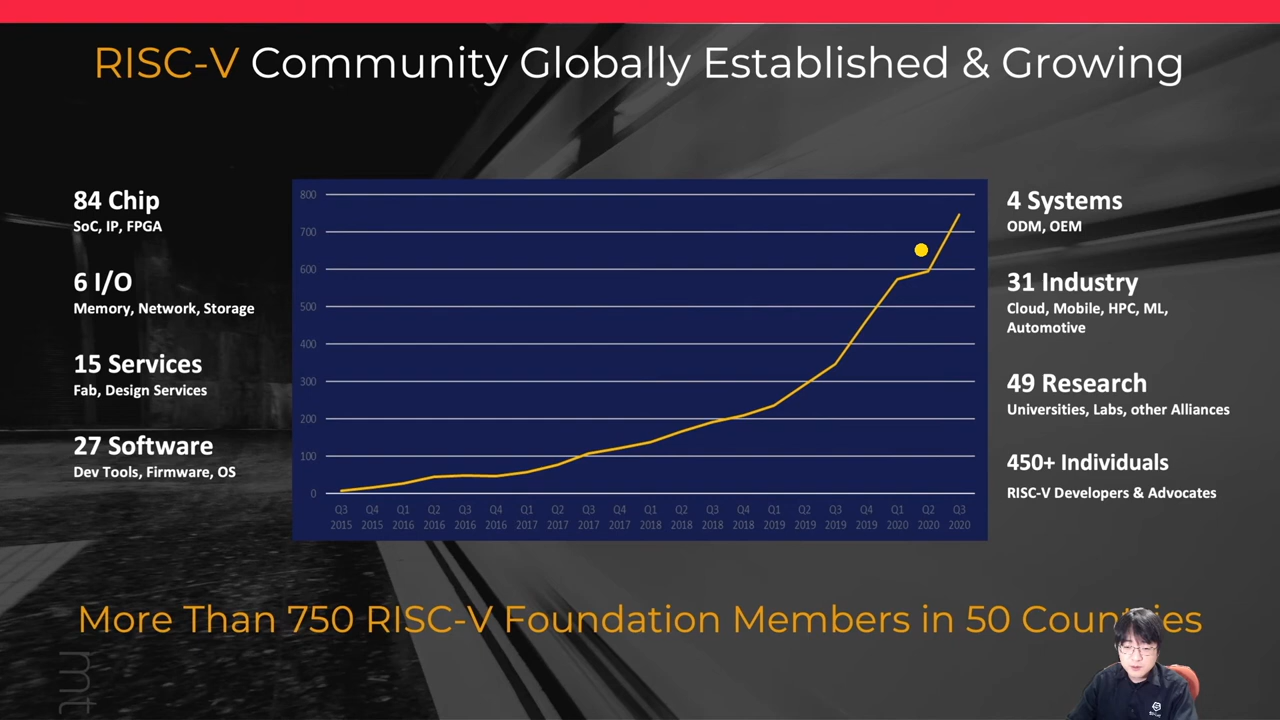 RISC-V Community Globally Established & Growing
84 Chip
SoC, IP, FPGA
6 I/O
Memory, Network, Storage
15 Services
Fab, Design Services
27 Software
Dev Tools, Firmware, OS
800
700
600
500
400
300
200
100
0
Q3 Q4 Q1 Q2 Q3 Q4 Q1 Q2 Q3 Q4 Q1 Q2 Q3 Q4 Q1 Q2 Q3 Q4 Q1 Q2 Q3
2015 2015 2016 2016 2016 2016 2017 2017 2017 2017 2018 2018 2018 2018 2019 2019 2019 2019 2020 2020 2020
4 Systems
ODM, OEM
31 Industry
Cloud, Mobile, HPC, ML,
Automotive
49 Research
Universities, Labs, other Alliances
450+ Individuals
RISC-V Developers & Advocates
More Than 750 RISC-V Foundation Members in 50 Countries
mt